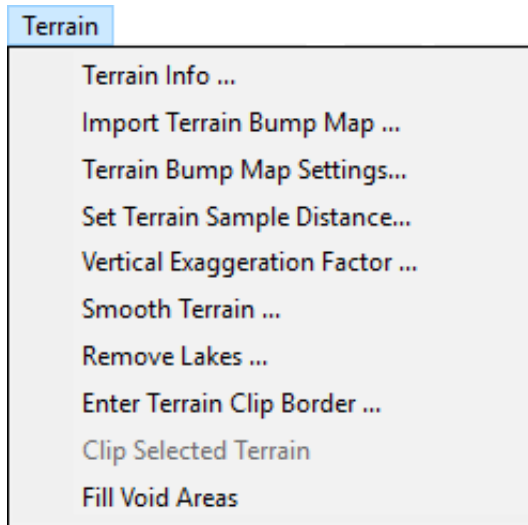 Terrain
Terrain Info ...
Import Terrain Bump Map ...
Terrain Bump Map Settings...
Set Terrain Sample Distance...
Vertical Exaggeration Factor ...
Smooth Terrain ...
Remove Lakes ...
Enter Terrain Clip Border ...
Clip Selected Terrain
Fill Void Areas